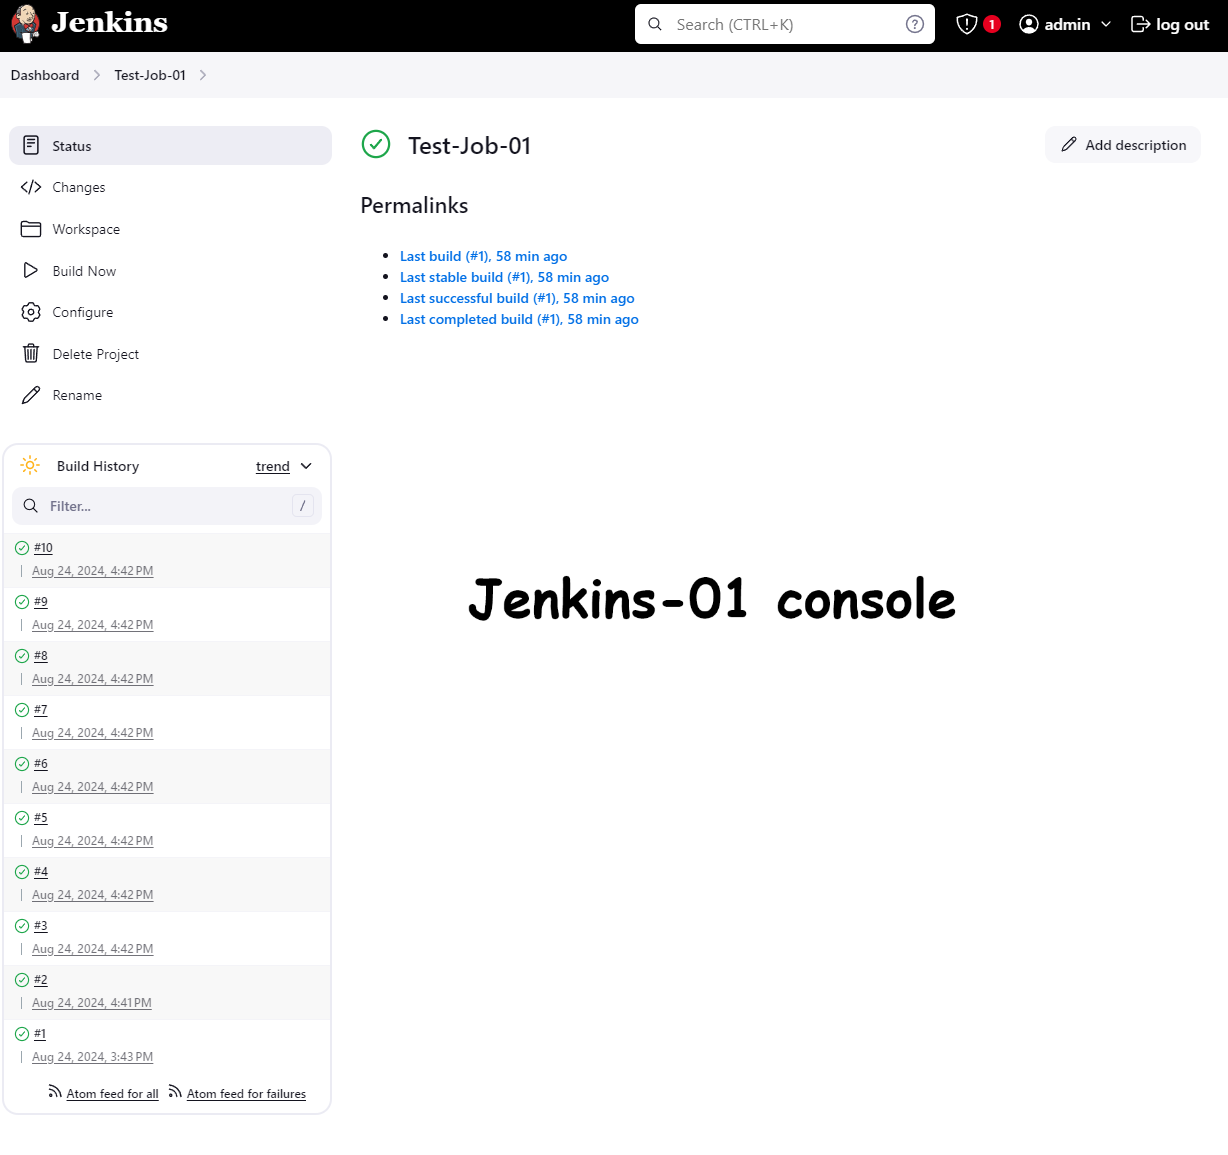 Jenkins
Search (CTRL+K)
1
admin
log out
Dashboard
Test-Job-01
Status
Changes
Workspace
Build Now
Configure
Delete Project
Rename
Build History
trend
Filter...
/
#10
Aug 24, 2024, 4:42 PM
#9
Aug 24, 2024, 4:42 PM
#8
Aug 24, 2024, 4:42 PM
#7
Aug 24, 2024, 4:42 PM
#6
Aug 24, 2024, 4:42 PM
#5
Aug 24, 2024, 4:42 PM
#4
Aug 24, 2024, 4:42 PM
#3
Aug 24, 2024, 4:42 PM
#2
Aug 24, 2024, 4:41 PM
#1
Aug 24, 2024, 3:43 PM
Atom feed for all
Atom feed for failures
Test-Job-01
Add description
Permalinks
Last build (#1), 58 min ago
Last stable build (#1), 58 min ago
Last successful build (#1), 58 min ago
Last completed build (#1), 58 min ago
Jenkins-01 console